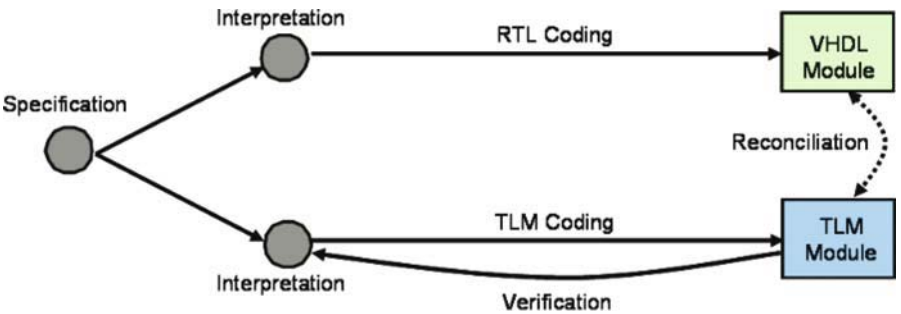 Interpretation
RTL Coding
VHDL
Module
Specification
Reconciliation
TLM Coding
TLM
Module
Interpretation
Verification